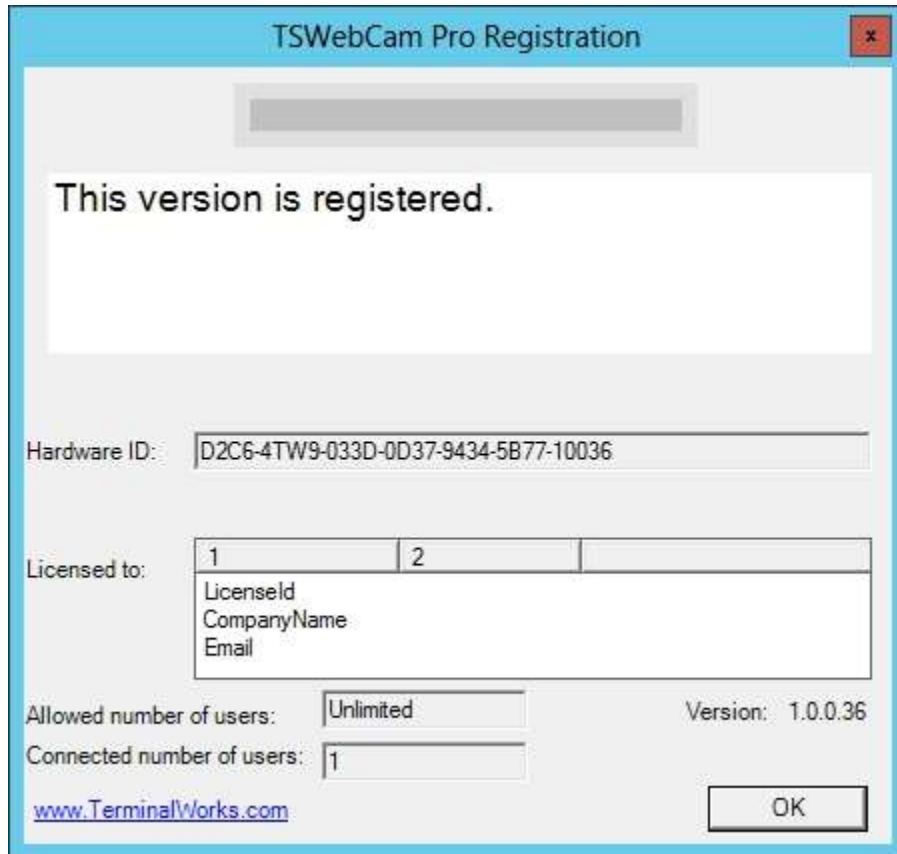 TSWebCam Pro Registration
x
This version is registered.
Hardware ID: D2C6-4TW9-033D-0D37-9434-5B77-10036
Licensed to:
1 2
LicenseId
CompanyName
Email
Allowed number of users: Unlimited
Version: 1.0.0.36
Connected number of users: 1
www.TerminalWorks.com
OK